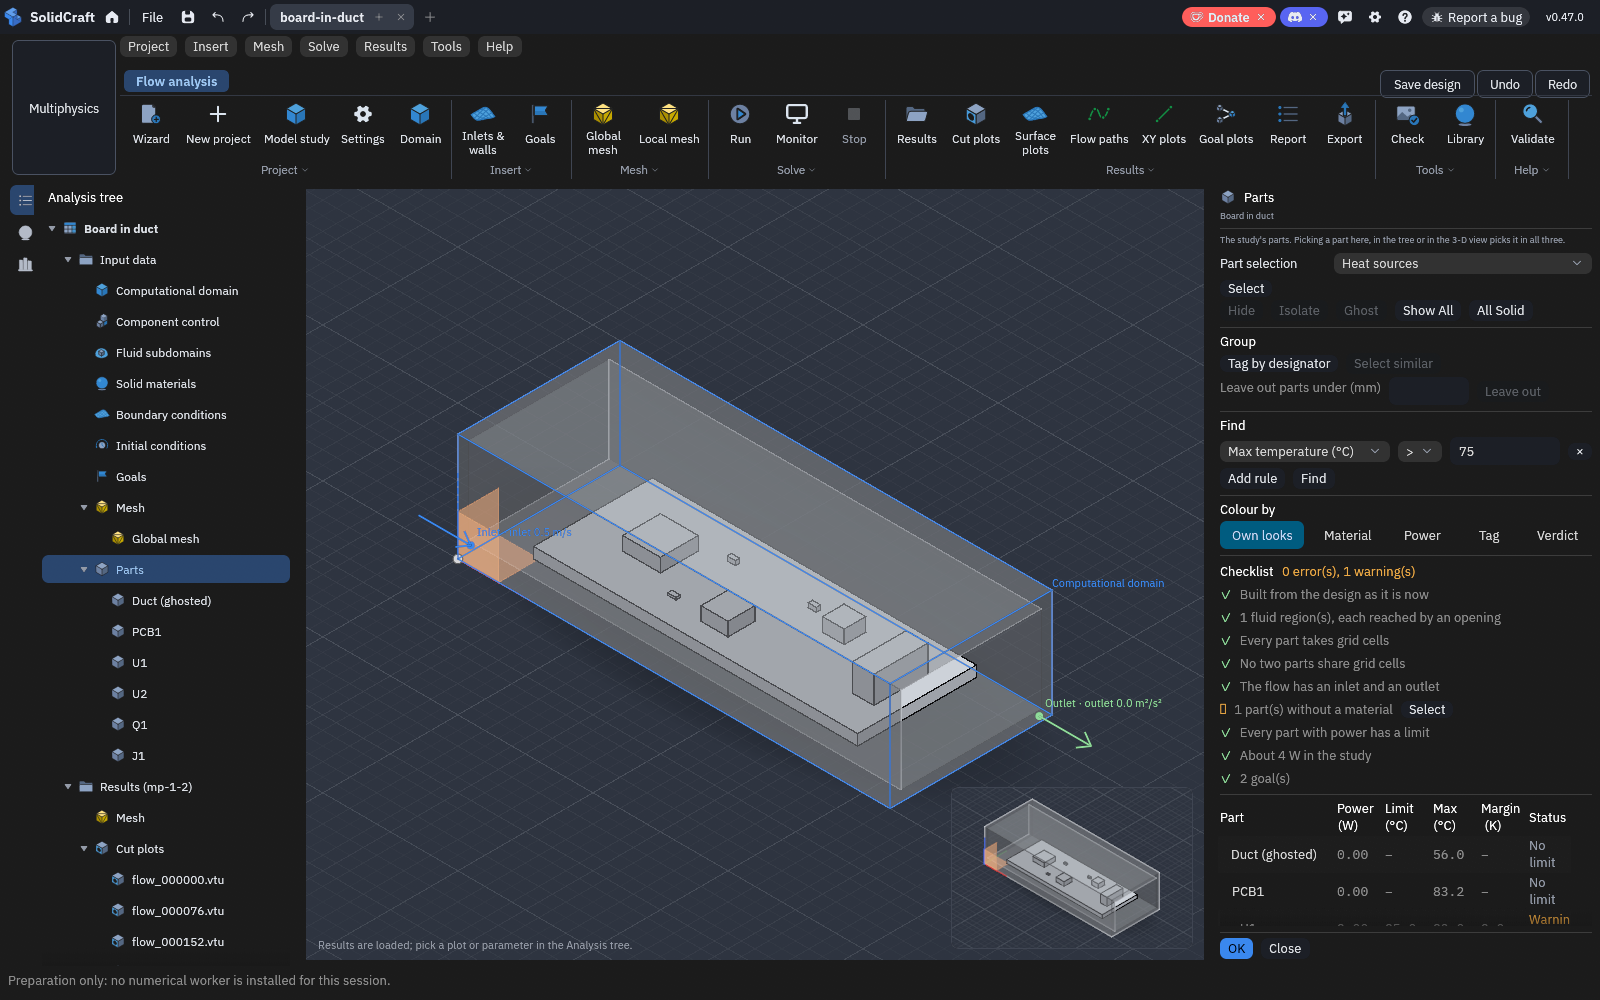 SolidCraft
File
board-in-duct
Donate
Report a bug
v0.47.0
Multiphysics
Project
Insert
Mesh
Solve
Results
Tools
Help
Flow analysis
Save design
Undo
Redo
Wizard
New project
Model study
Settings
Domain
Inlets & walls
Goals
Global mesh
Local mesh
Run
Monitor
Stop
Results
Cut plots
Surface plots
Flow paths
XY plots
Goal plots
Report
Export
Check
Library
Validate
Project
Insert
Mesh
Solve
Results
Tools
Help
Analysis tree
Board in duct
Input data
Computational domain
Component control
Fluid subdomains
Solid materials
Boundary conditions
Initial conditions
Goals
Mesh
Global mesh
Parts
Duct (ghosted)
PCB1
U1
U2
Q1
J1
Results (mp-1-2)
Mesh
Cut plots
flow_000000.vtu
flow_000076.vtu
flow_000152.vtu
Computational domain
Outlet · outlet 0.0 m²/s²
Results are loaded; pick a plot or parameter in the Analysis tree.
Parts
Board in duct
The study's parts. Picking a part here, in the tree or in the 3-D view picks it in all three.
Part selection
Heat sources
Select
Hide
Isolate
Ghost
Show All
All Solid
Group
Tag by designator
Select similar
Leave out parts under (mm)
Leave out
Find
Max temperature (°C)
>
75
×
Add rule
Find
Colour by
Own looks
Material
Power
Tag
Verdict
Checklist 0 error(s), 1 warning(s)
Built from the design as it is now
1 fluid region(s), each reached by an opening
Every part takes grid cells
No two parts share grid cells
The flow has an inlet and an outlet
1 part(s) without a material
Select
Every part with power has a limit
About 4 W in the study
2 goal(s)
Part Power (W) Limit (°C) Max (°C) Margin (K) Status
Duct (ghosted) 0.00 – 56.0 – No limit
PCB1 0.00 – 83.2 – No limit
Warnin
OK
Close
Preparation only: no numerical worker is installed for this session.